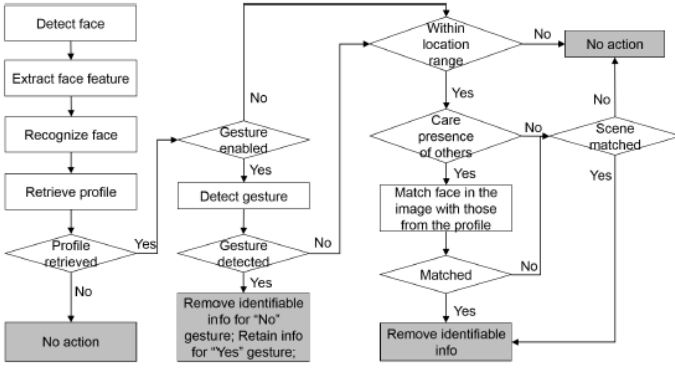 Detect face
Extract face feature
Recognize face
Retrieve profile
Profile
retrieved
Yes
No
No action
No
Gesture
enabled
Yes
Detect gesture
Gesture
detected
No
Yes
Remove identifiable
info for “No”
gesture; Retain info
for “Yes” gesture;
Within
location
range
No
No action
Yes
Care
presence
of others
No
Yes
Match face in the
image with those
from the profile
Matched
No
Yes
Remove identifiable
info
No
Scene
matched
Yes